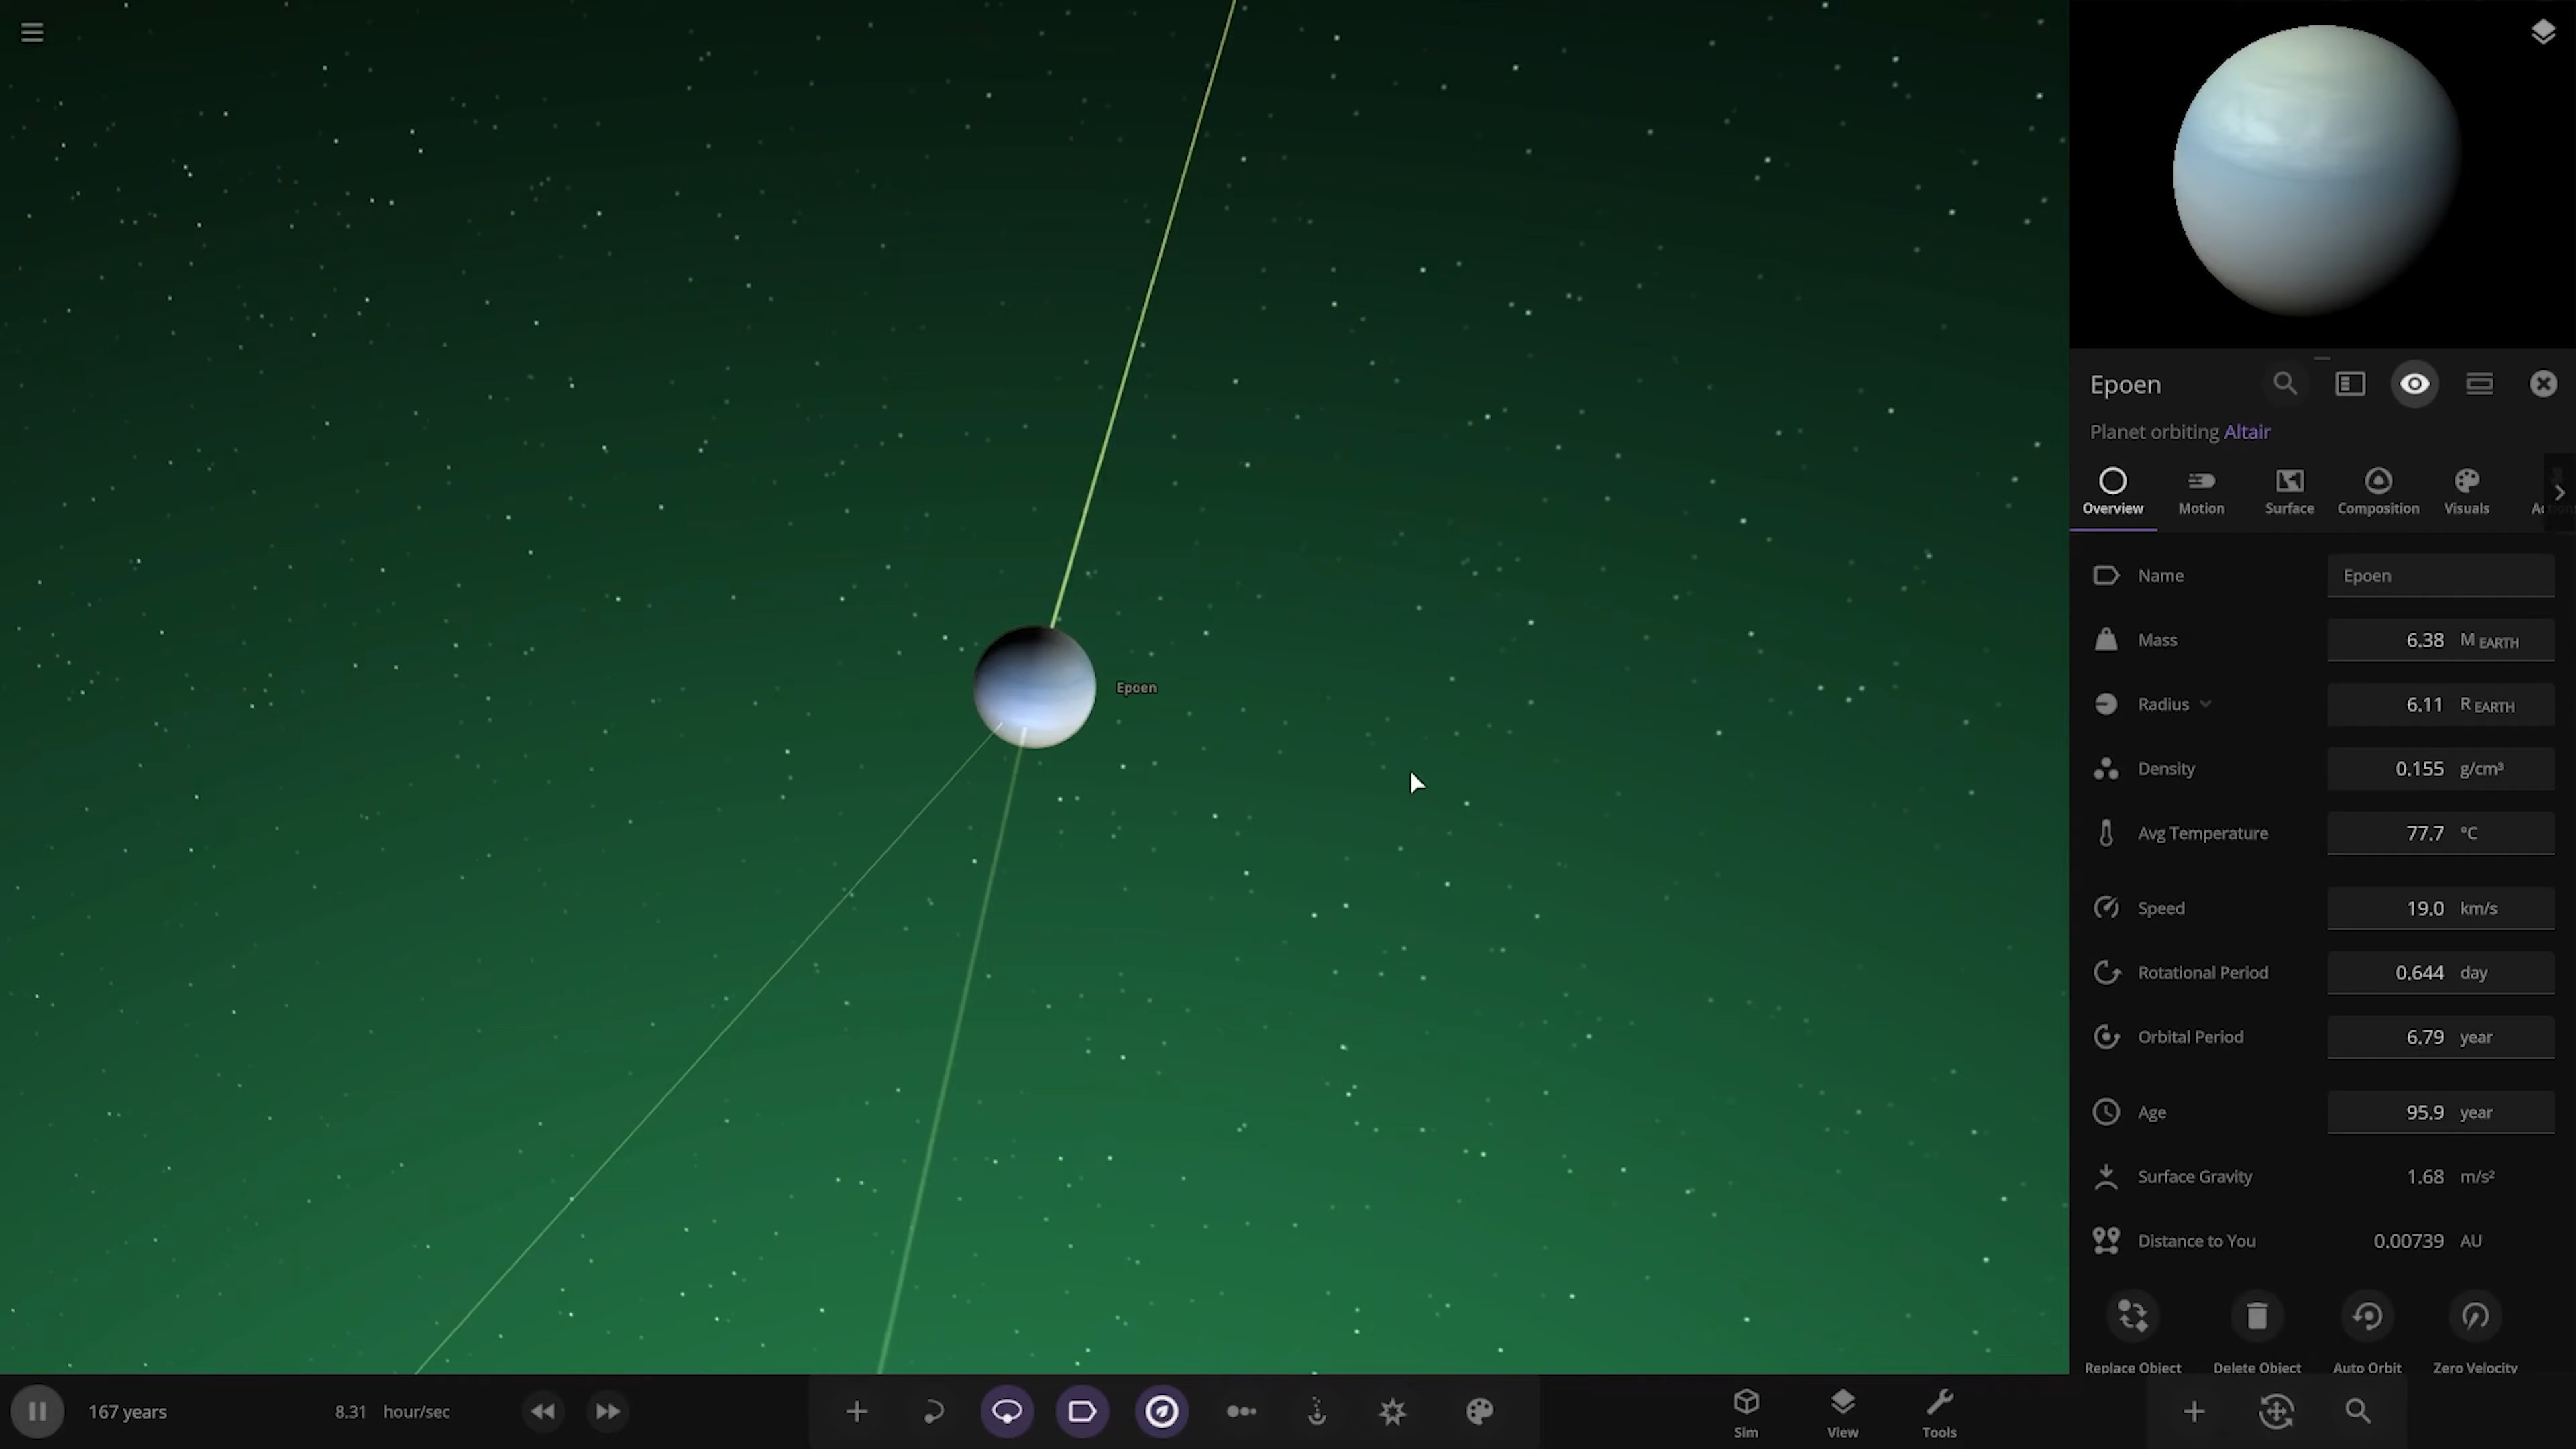 Epoen
Planet orbiting Altair
Overview Motion Surface Composition Visuals
Name Epoen
Mass 6.38 M EARTH
Radius 6.11 R EARTH
Density 0.155 g/cm³
Avg Temperature 77.7 °C
Speed 19.0 km/s
Rotational Period 0.644 day
Orbital Period 6.79 year
Age 95.9 year
Surface Gravity 1.68 m/s²
Distance to You 0.00739 AU
Replace Object Delete Object Auto Orbit Zero Velocity
Epoen
167 years 8.31 hour/sec
Sim View Tools